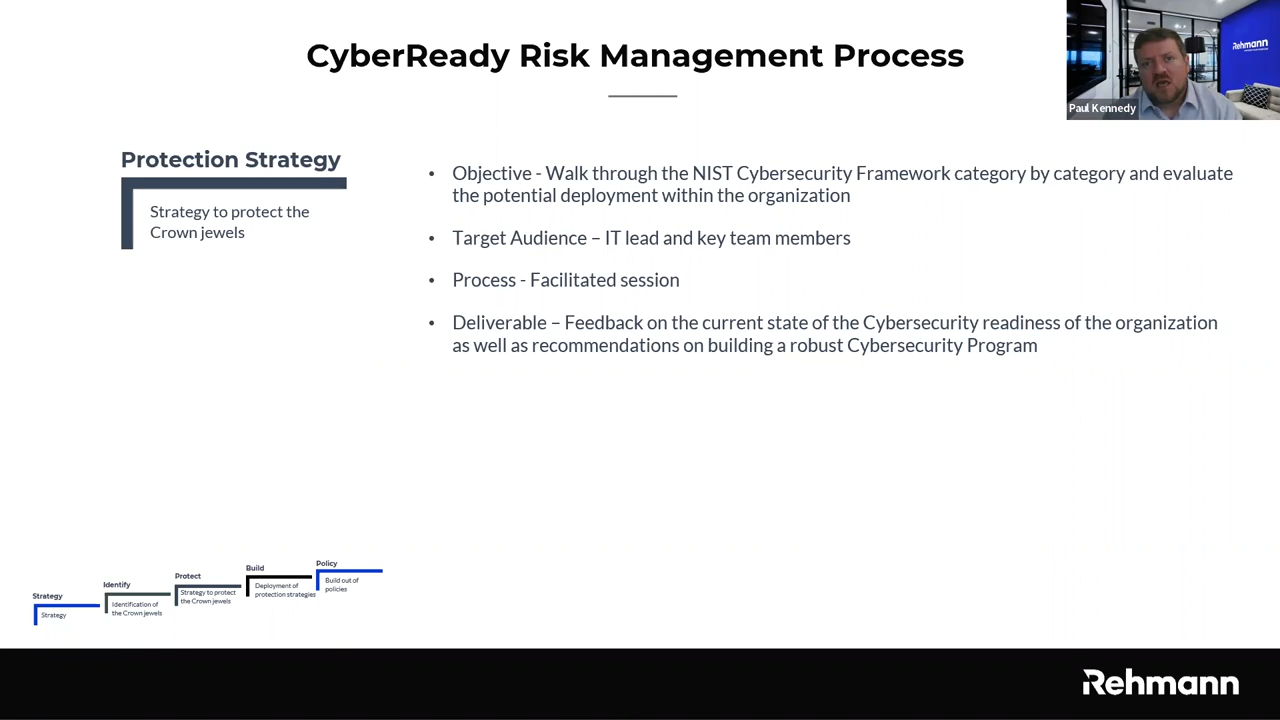 CyberReady Risk Management Process
Rehmann
Paul Kennedy
Protection Strategy
Strategy to protect the
Crown jewels
• Objective - Walk through the NIST Cybersecurity Framework category by category and evaluate
the potential deployment within the organization
• Target Audience – IT lead and key team members
• Process - Facilitated session
• Deliverable – Feedback on the current state of the Cybersecurity readiness of the organization
as well as recommendations on building a robust Cybersecurity Program
Strategy
Strategy
Identify
Identification of
the Crown jewels
Protect
Strategy to protect
the Crown jewels
Build
Deployment of
protection strategies
Policy
Build out of
policies
Rehmann